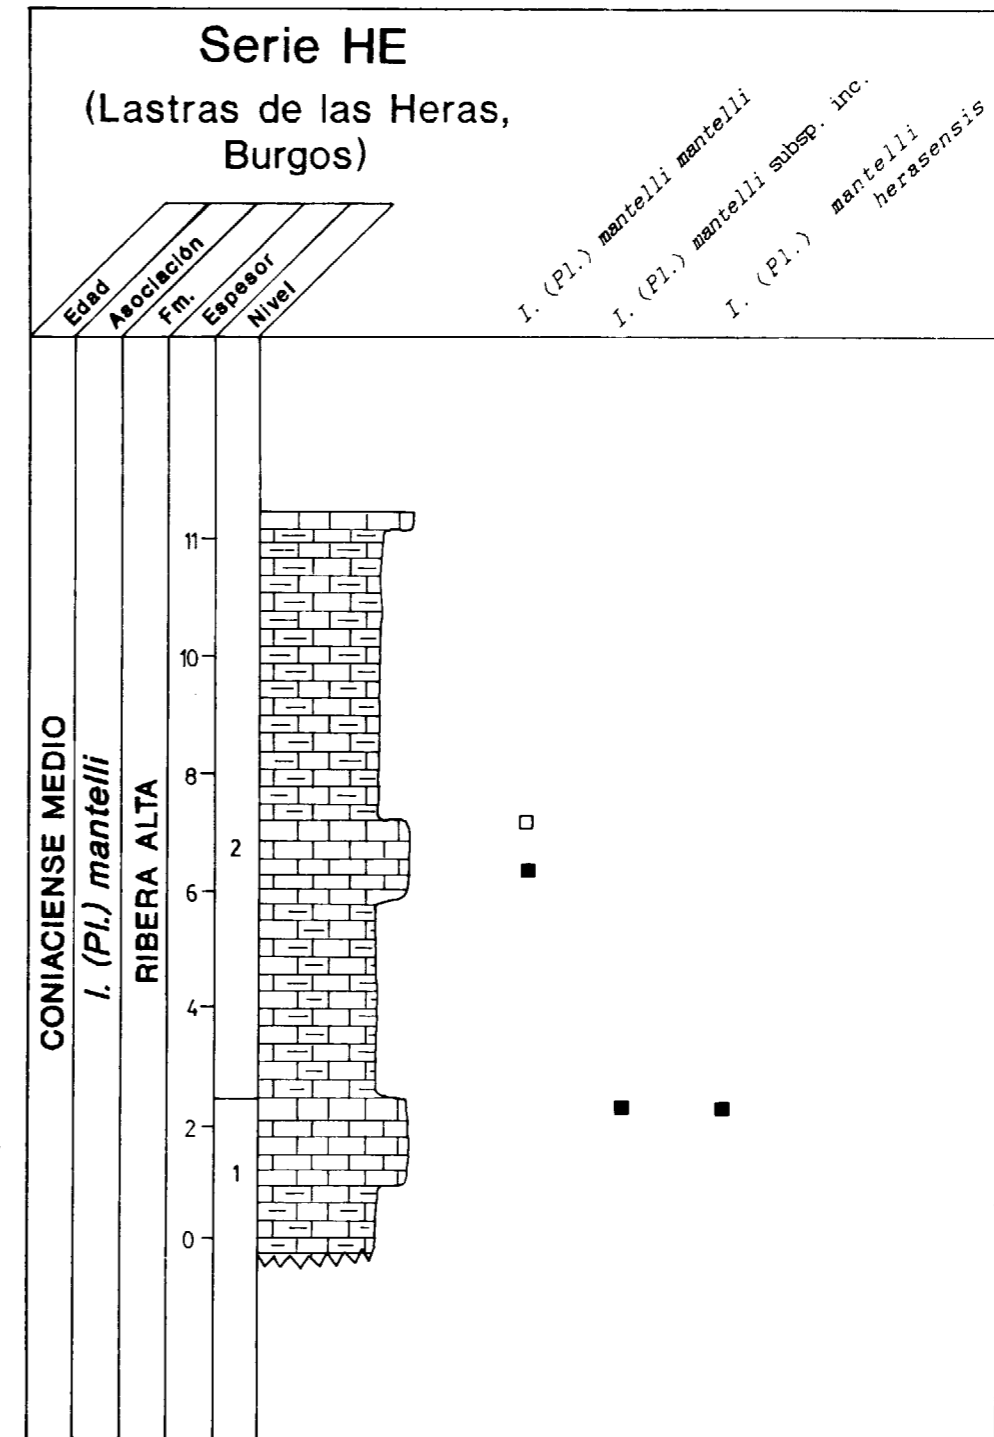 Serie HE
(Lastras de las Heras,
Burgos)
I. (Pl.) mantelli mantelli
I. (Pl.) mantelli subsp. inc.
I. (Pl.) mantelli
herasensis
Edad
Asociación
Fm.
Espesor
Nivel
CONIACIENSE MEDIO
I. (Pl.) mantelli
RIBERA ALTA
11
10
8
6
4
2
0
2
1